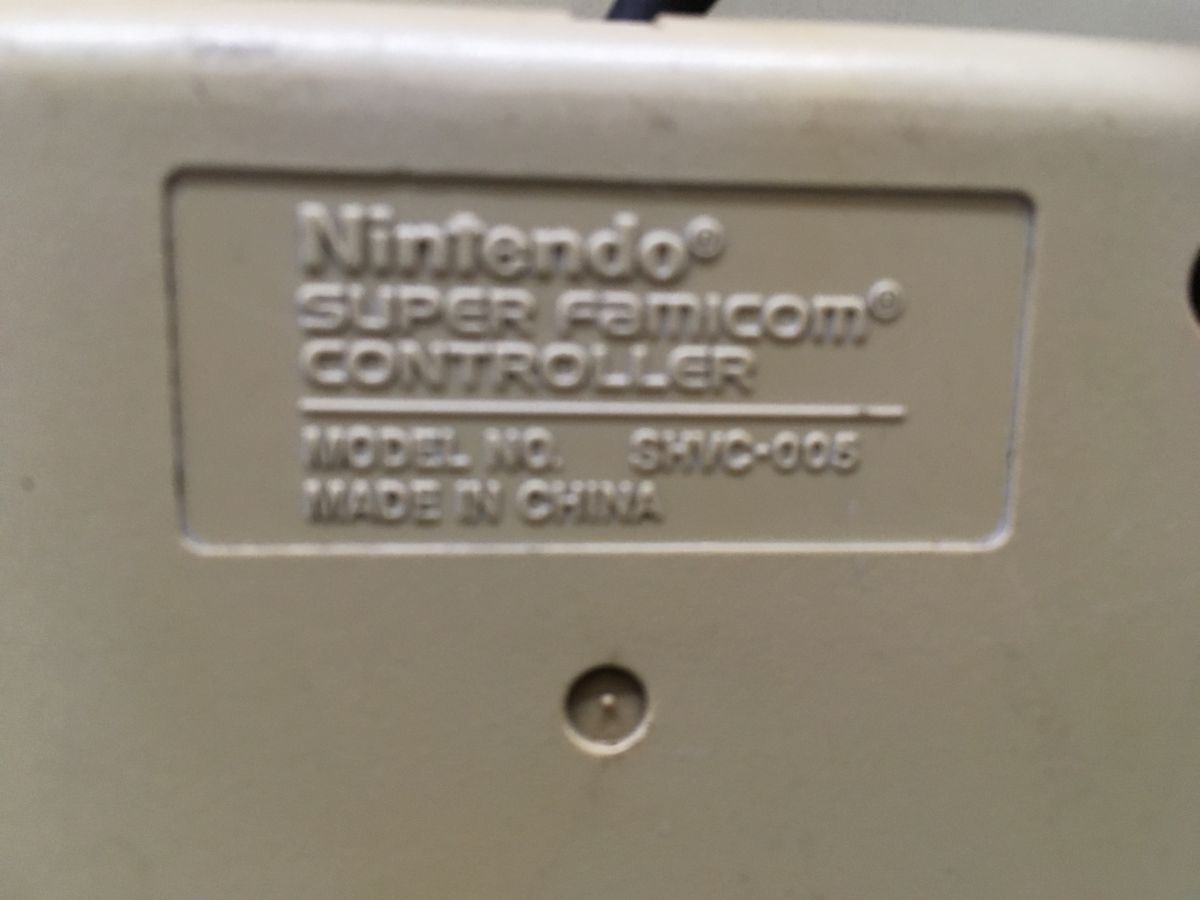 Nintendo®
SUPER Famicom®
CONTROLLER
MODEL NO. SHVC-005
MADE IN CHINA